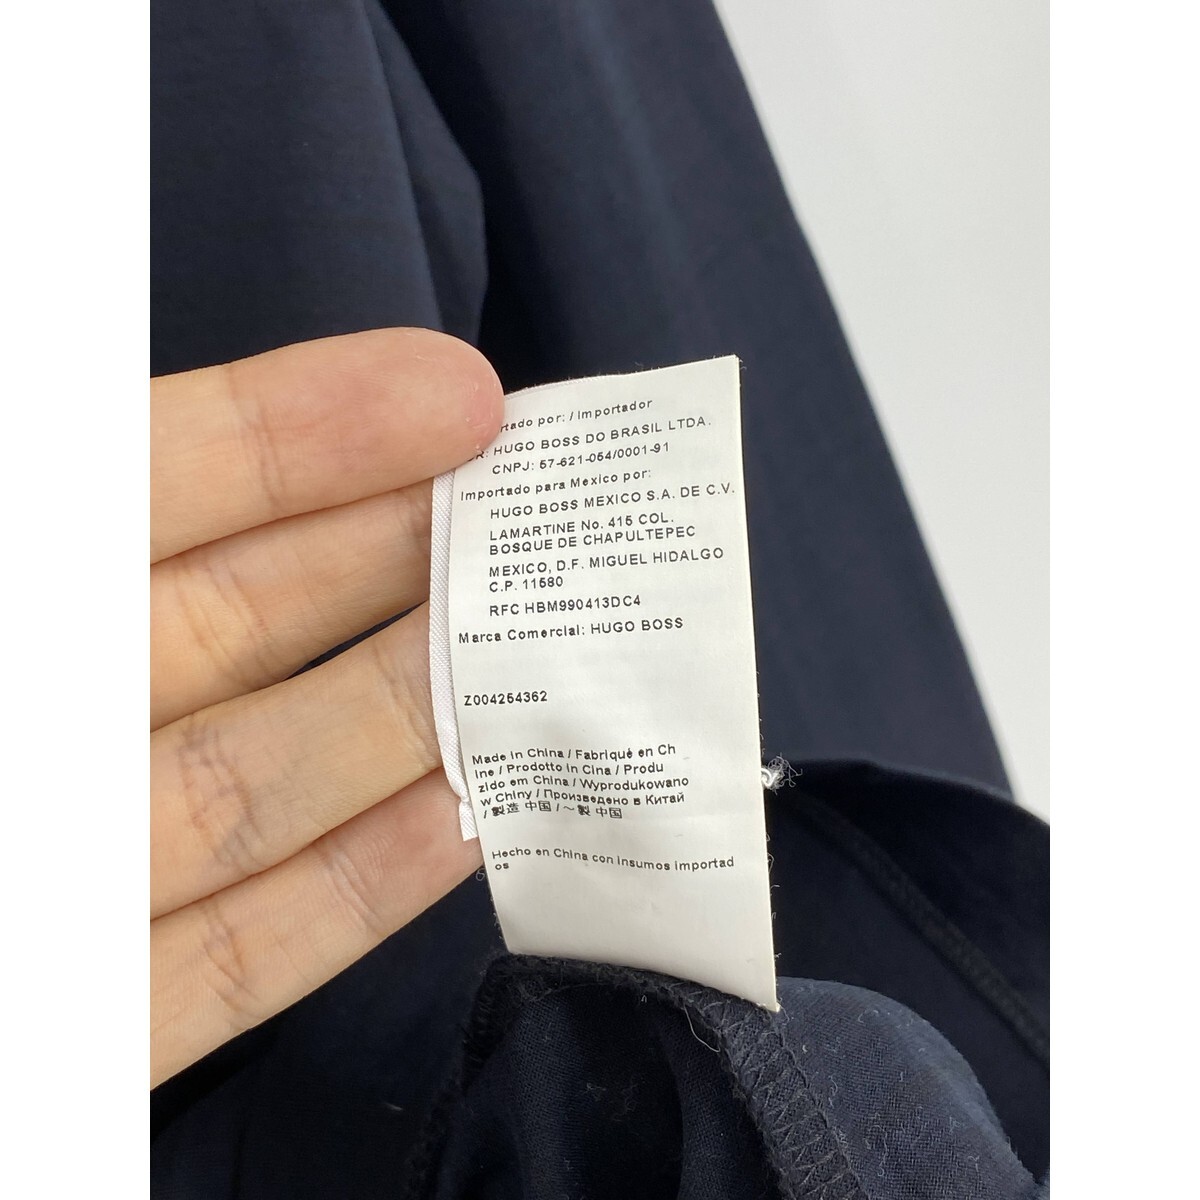 por: / Importador
HUGO BOSS DO BRASIL LTDA.
CNPJ: 57-621-054/0001-91
Importado para Mexico por:
HUGO BOSS MEXICO S.A. DE C.V.
LAMARTINE No. 415 COL.
BOSQUE DE CHAPULTEPEC
MEXICO, D.F. MIGUEL HIDALGO
C.P. 11580
RFC HBM990413DC4
Marca Comercial: HUGO BOSS
Z004254362
Made in China / Fabriqué en Ch
ine / Prodotto in Cina / Produ
zido em China / Wyprodukowano
w Chiny / Произведено в Китай
/ 製造 中国 / ～製 中国
Hecho en China con insumos importad
os